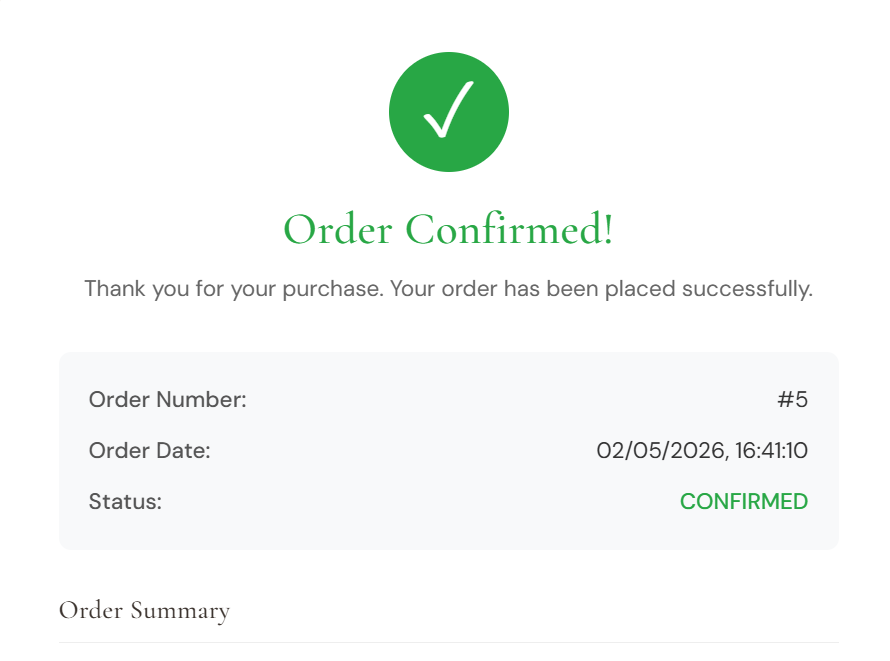 Order Confirmed!
Thank you for your purchase. Your order has been placed successfully.
Order Number: #5
Order Date: 02/05/2026, 16:41:10
Status: CONFIRMED
Order Summary